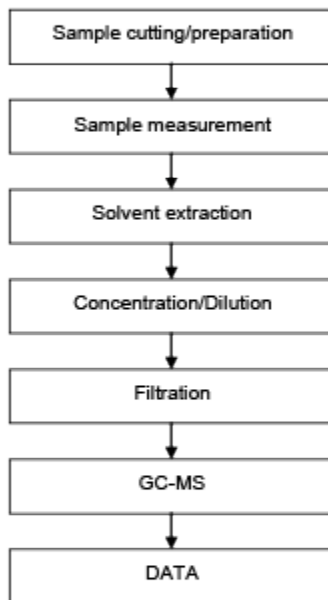 Sample cutting/preparation
Sample measurement
Solvent extraction
Concentration/Dilution
Filtration
GC-MS
DATA